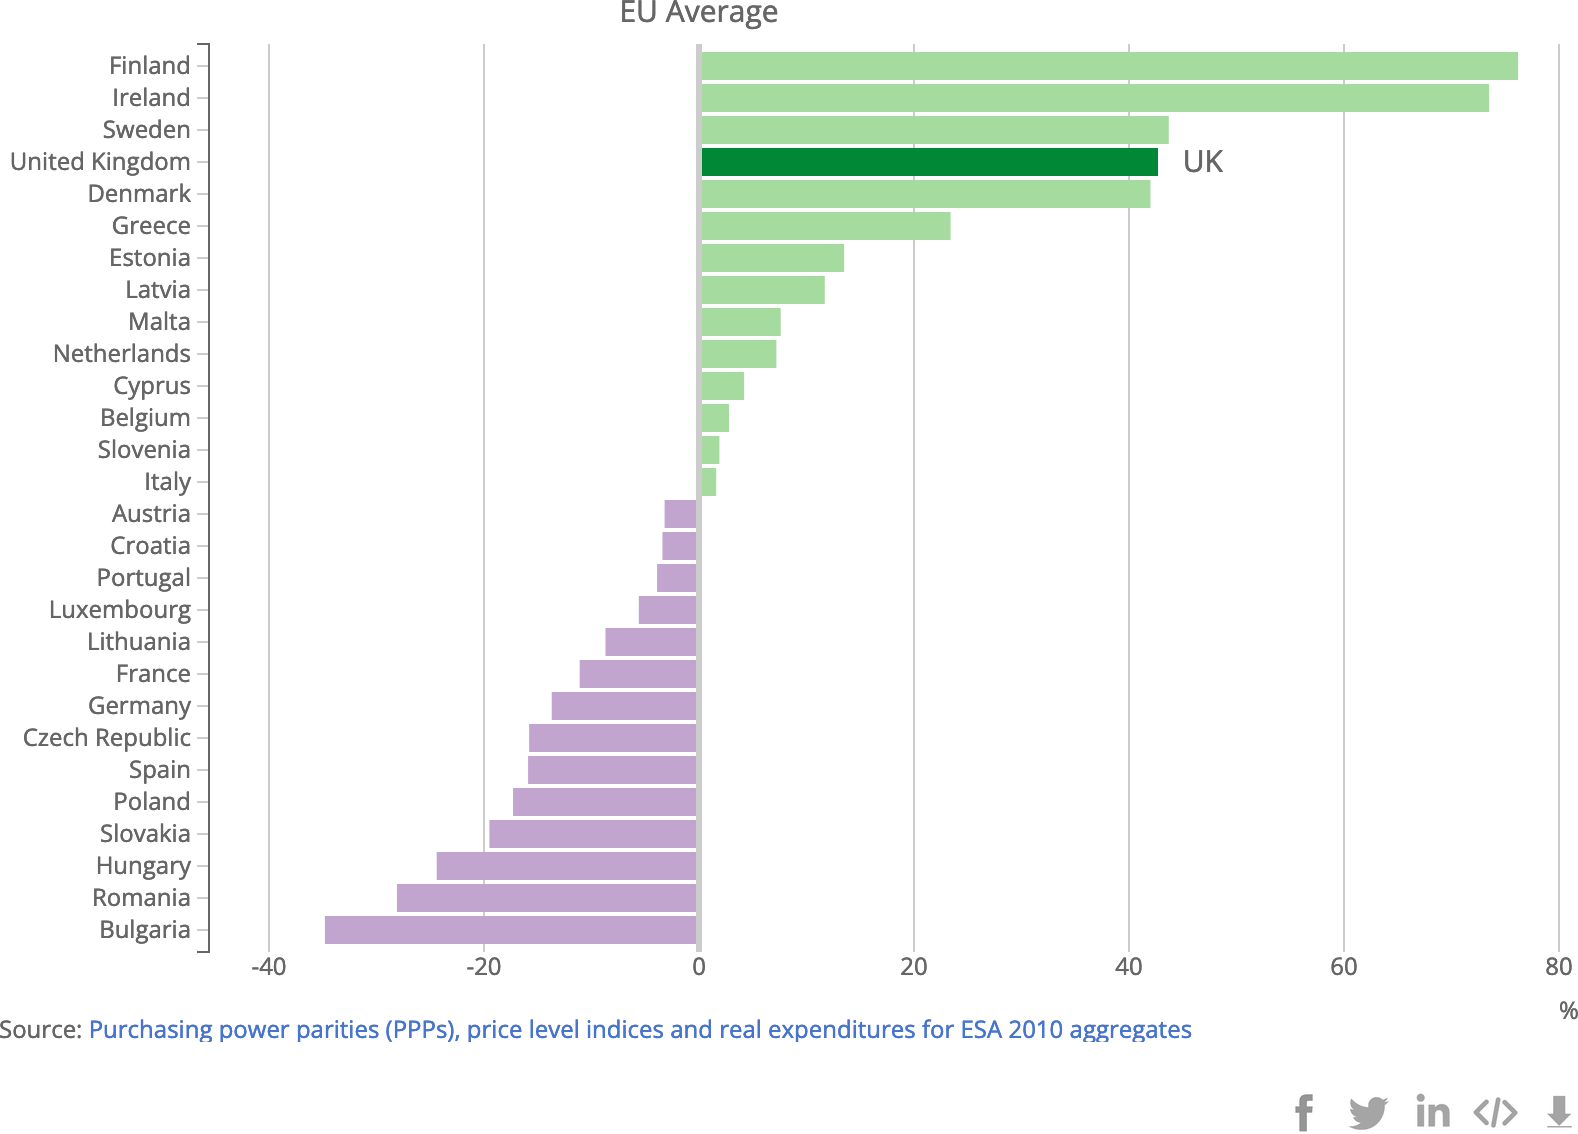 EU Average
Finland
Ireland
Sweden
United Kingdom
UK
Denmark
Greece
Estonia
Latvia
Malta
Netherlands
Cyprus
Belgium
Slovenia
Italy
Austria
Croatia
Portugal
Luxembourg
Lithuania
France
Germany
Czech Republic
Spain
Poland
Slovakia
Hungary
Romania
Bulgaria
-40 -20 0 20 40 60 80
%
Source: Purchasing power parities (PPPs), price level indices and real expenditures for ESA 2010 aggregates